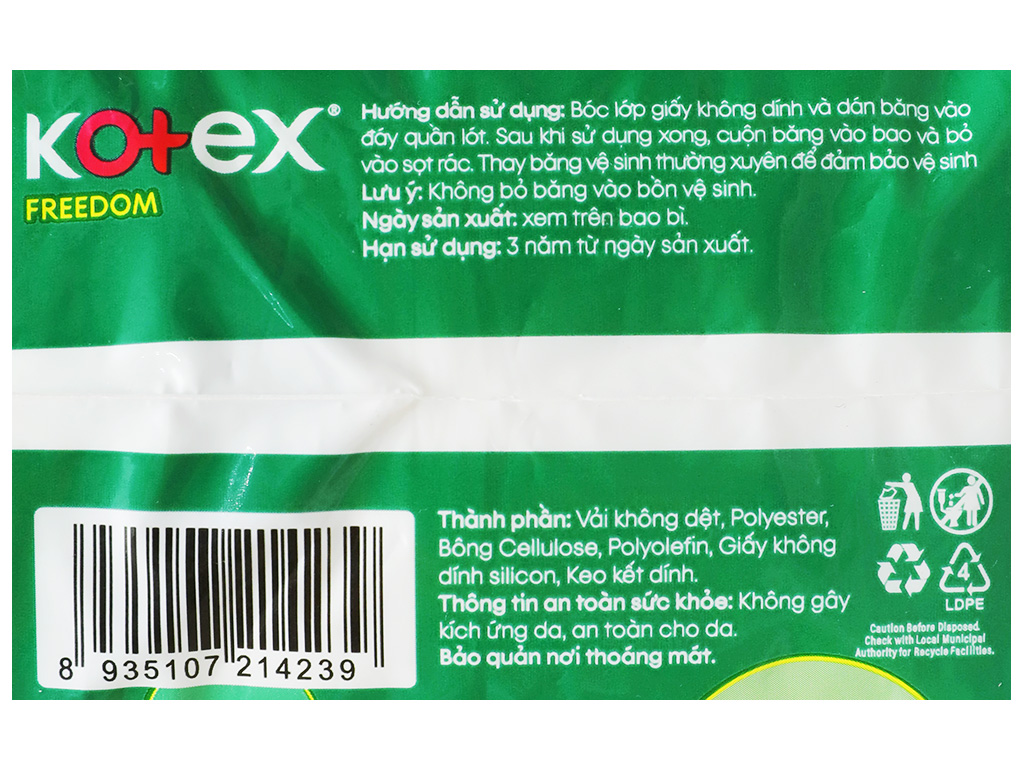 Kotex®
FREEDOM
Hướng dẫn sử dụng: Bóc lớp giấy không dính và dán băng vào
đáy quần lót. Sau khi sử dụng xong, cuộn băng vào bao và bỏ
vào sọt rác. Thay băng vệ sinh thường xuyên để đảm bảo vệ sinh
Lưu ý: Không bỏ băng vào bồn vệ sinh.
Ngày sản xuất: xem trên bao bì.
Hạn sử dụng: 3 năm từ ngày sản xuất.
Thành phần: Vải không dệt, Polyester,
Bông Cellulose, Polyolefin, Giấy không
dính silicon, Keo kết dính.
Thông tin an toàn sức khỏe: Không gây
kích ứng da, an toàn cho da.
Bảo quản nơi thoáng mát.
8 935107 214239
4
LDPE
Caution Before Disposed.
Check with Local Municipal
Authority for Recycle Facilities.